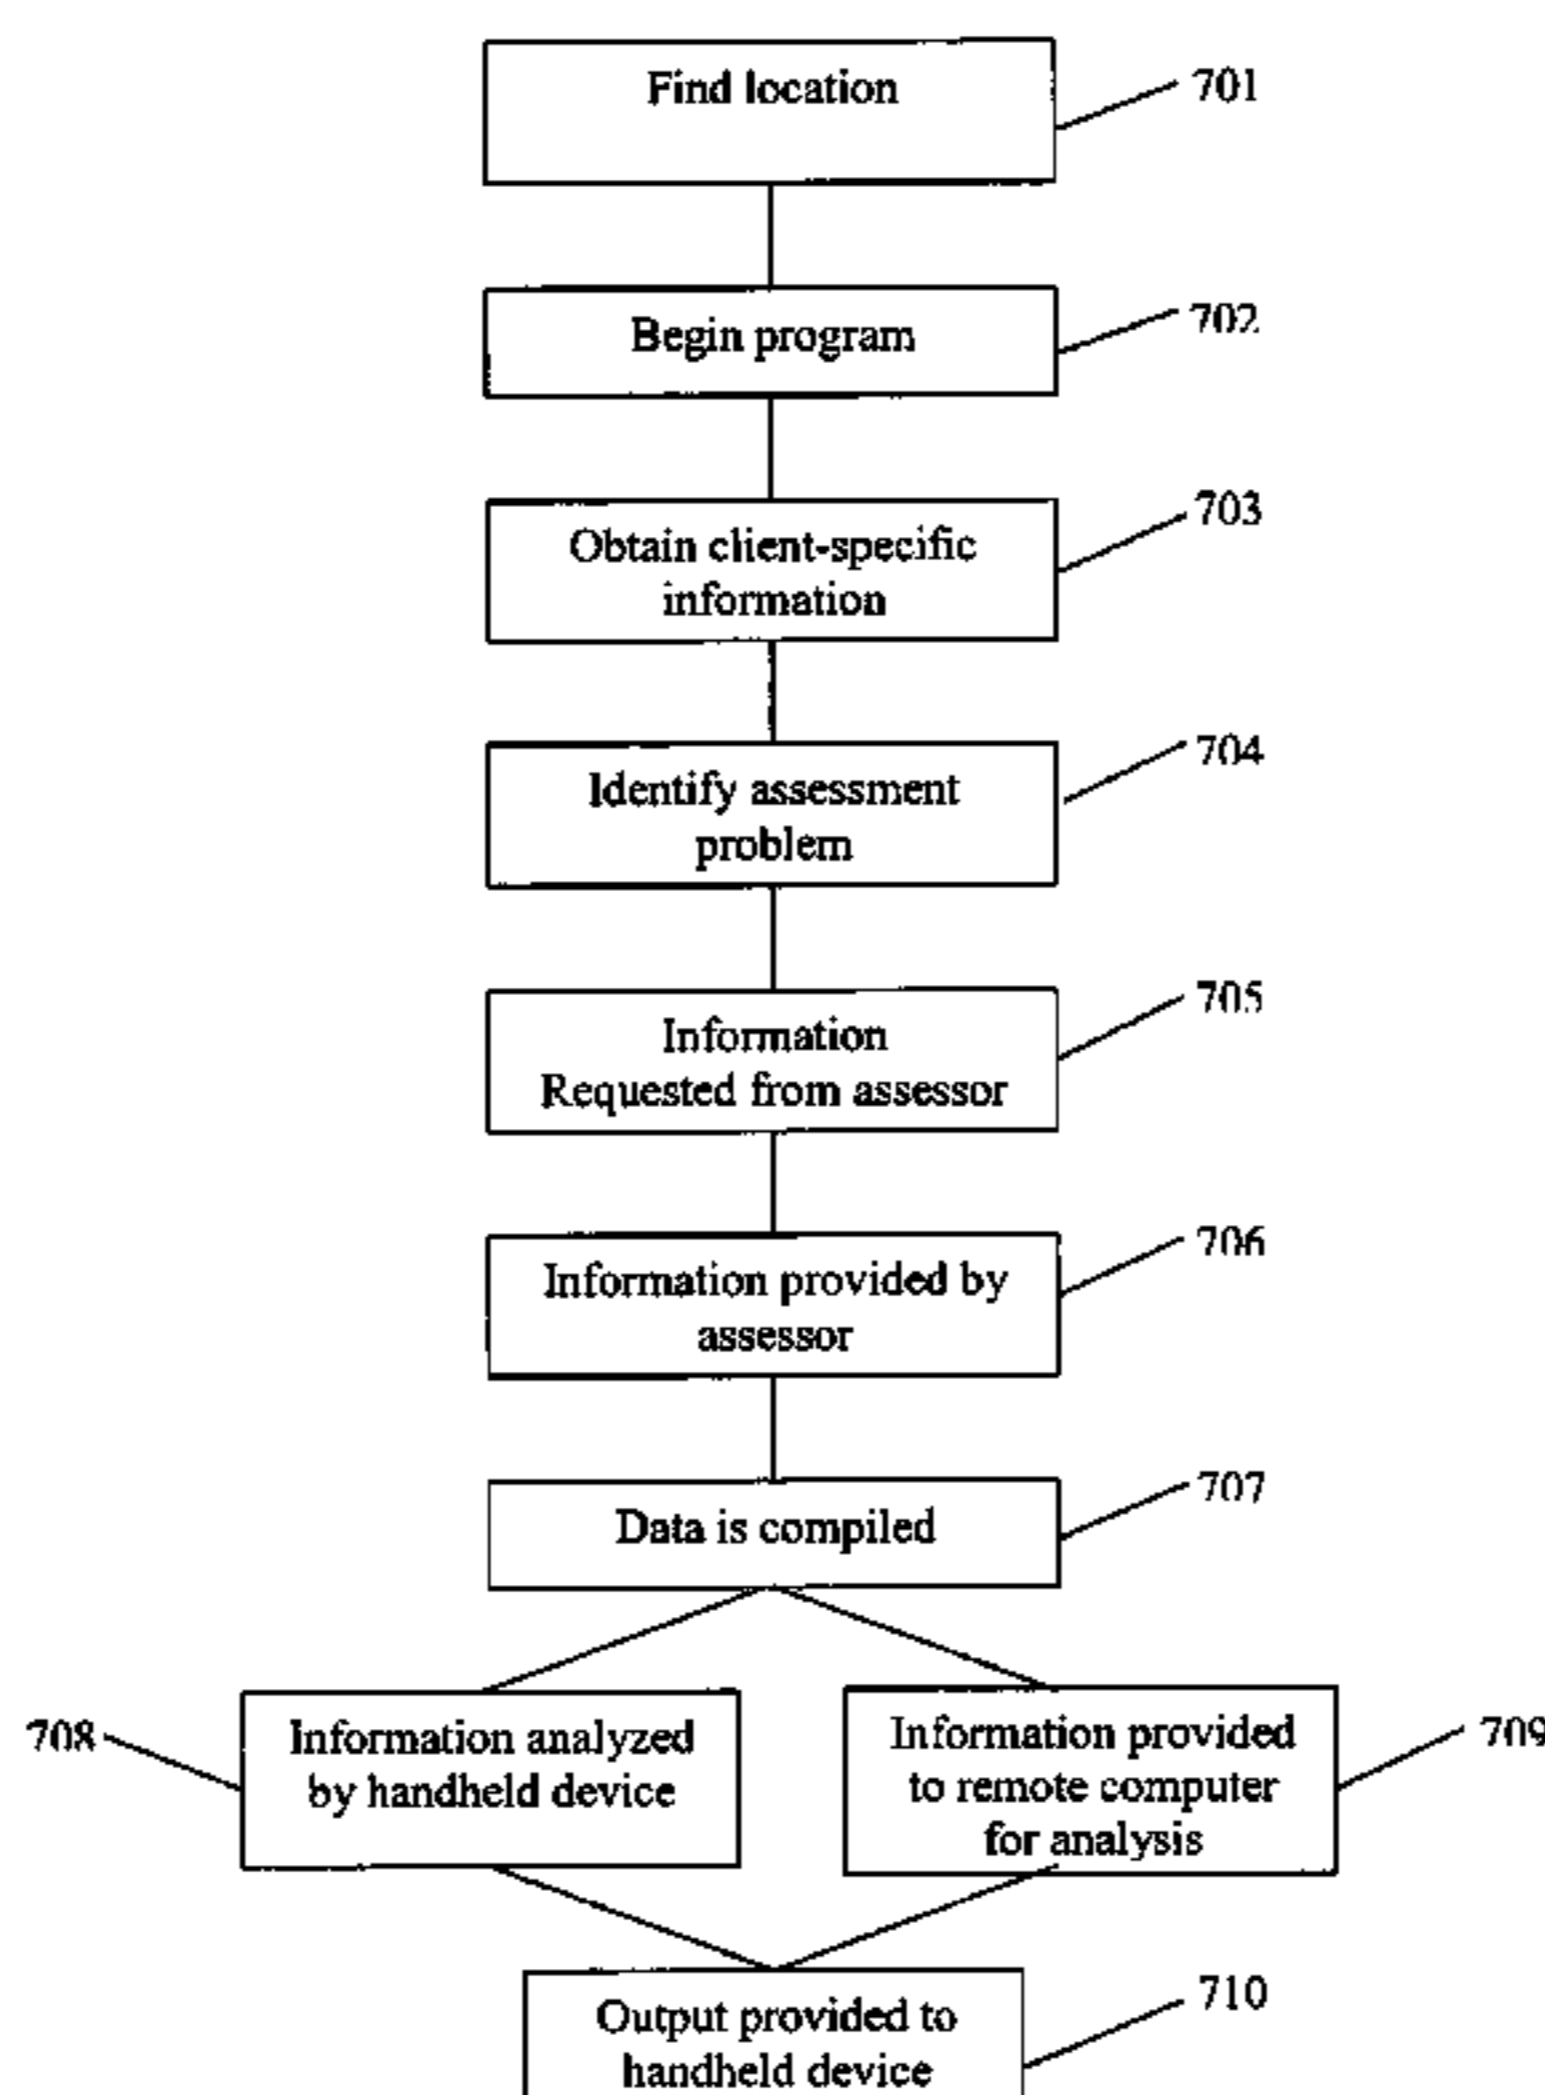 Find location
701
Begin program
702
Obtain client-specific
information
703
Identify assessment
problem
704
Information
Requested from assessor
705
Information provided by
assessor
706
Data is compiled
707
708
Information analyzed
by handheld device
Information provided
to remote computer
for analysis
709
Output provided to
handheld device
710